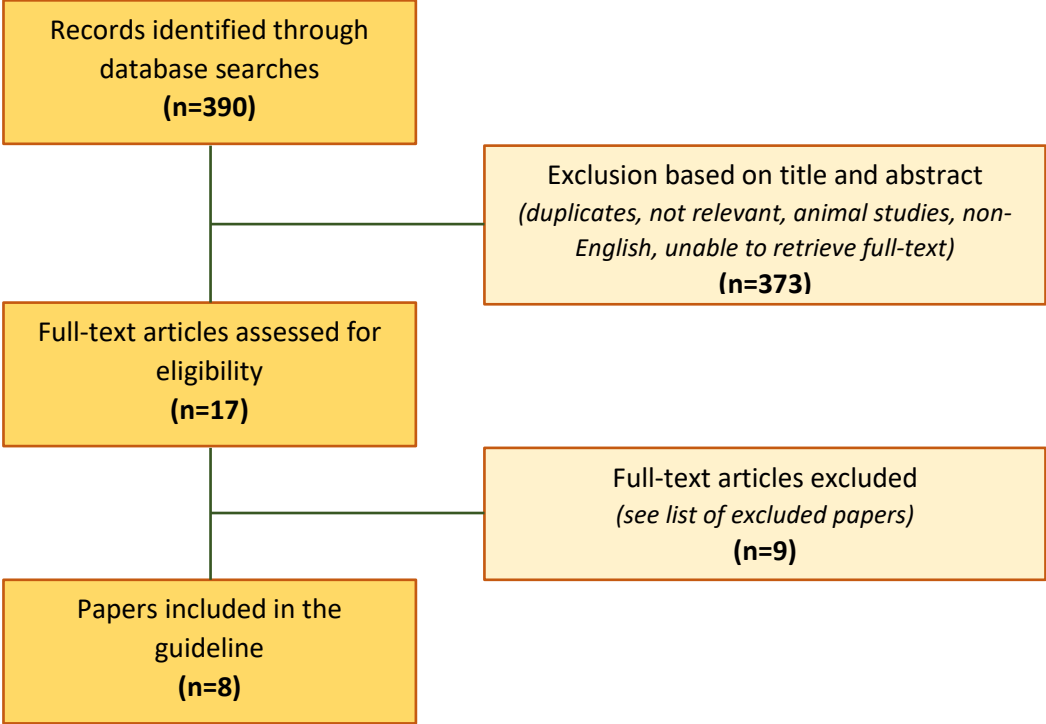 Records identified through
database searches
(n=390)
Exclusion based on title and abstract
(duplicates, not relevant, animal studies, non-
English, unable to retrieve full-text)
(n=373)
Full-text articles assessed for
eligibility
(n=17)
Full-text articles excluded
(see list of excluded papers)
(n=9)
Papers included in the
guideline
(n=8)